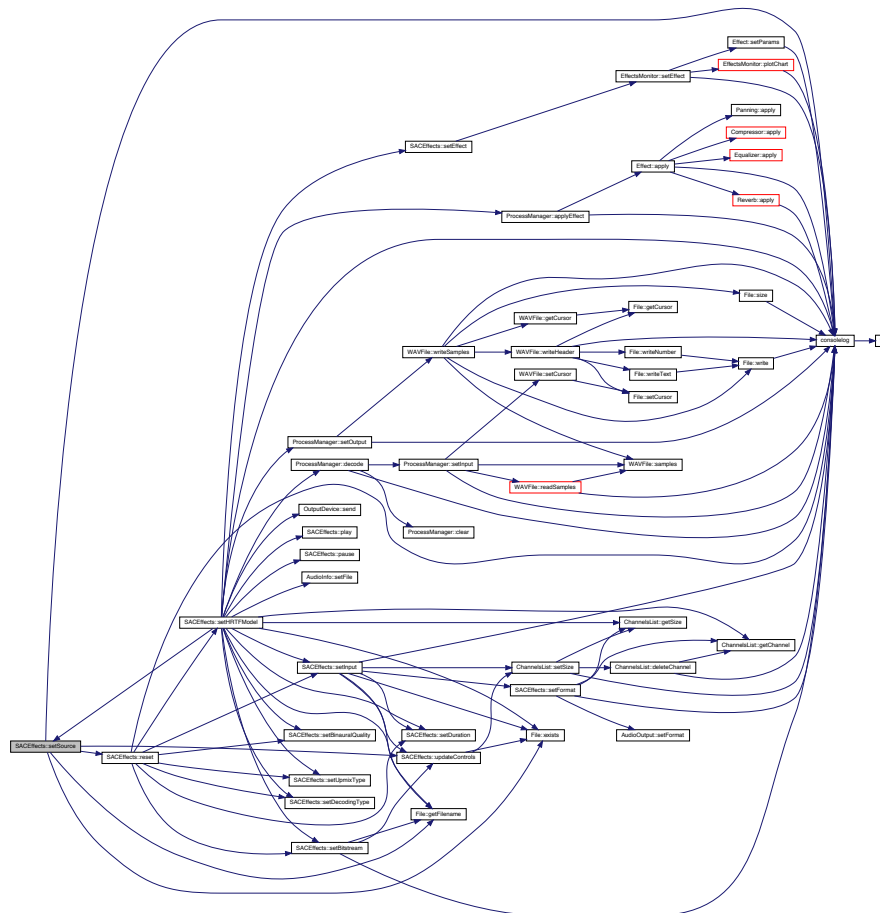 Effect::setParams
EffectsMonitor::plotChart
EffectsMonitor::setEffect
Panning::apply
Compressor::apply
SACEffects::setEffect
Equalizer::apply
Effect::apply
Reverb::apply
ProcessManager::applyEffect
File::size
File::getCursor
WAVFile::getCursor
consolelog
WAVFile::writeSamples
WAVFile::writeHeader
File::writeNumber
File::write
WAVFile::setCursor
File::writeText
File::setCursor
ProcessManager::setOutput
ProcessManager::decode
ProcessManager::setInput
WAVFile::samples
WAVFile::readSamples
OutputDevice::send
SACEffects::play
ProcessManager::clear
SACEffects::pause
AudioInfo::setFile
SACEffects::setHRTFModel
ChannelsList::getSize
ChannelsList::getChannel
SACEffects::setInput
ChannelsList::setSize
ChannelsList::deleteChannel
SACEffects::setFormat
SACEffects::setBinauralQuality
SACEffects::setDuration
File::exists
AudioOutput::setFormat
SACEffects::setSource
SACEffects::reset
SACEffects::updateControls
SACEffects::setUpmixType
SACEffects::setDecodingType
File::getFilename
SACEffects::setBitstream